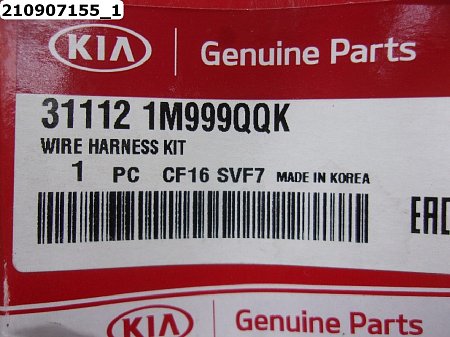 210907155_1
KIA Genuine Parts
31112 1M999QQK
WIRE HARNESS KIT
1 PC CF16 SVF7 MADE IN KOREA
EAC
KIA Genuine Parts